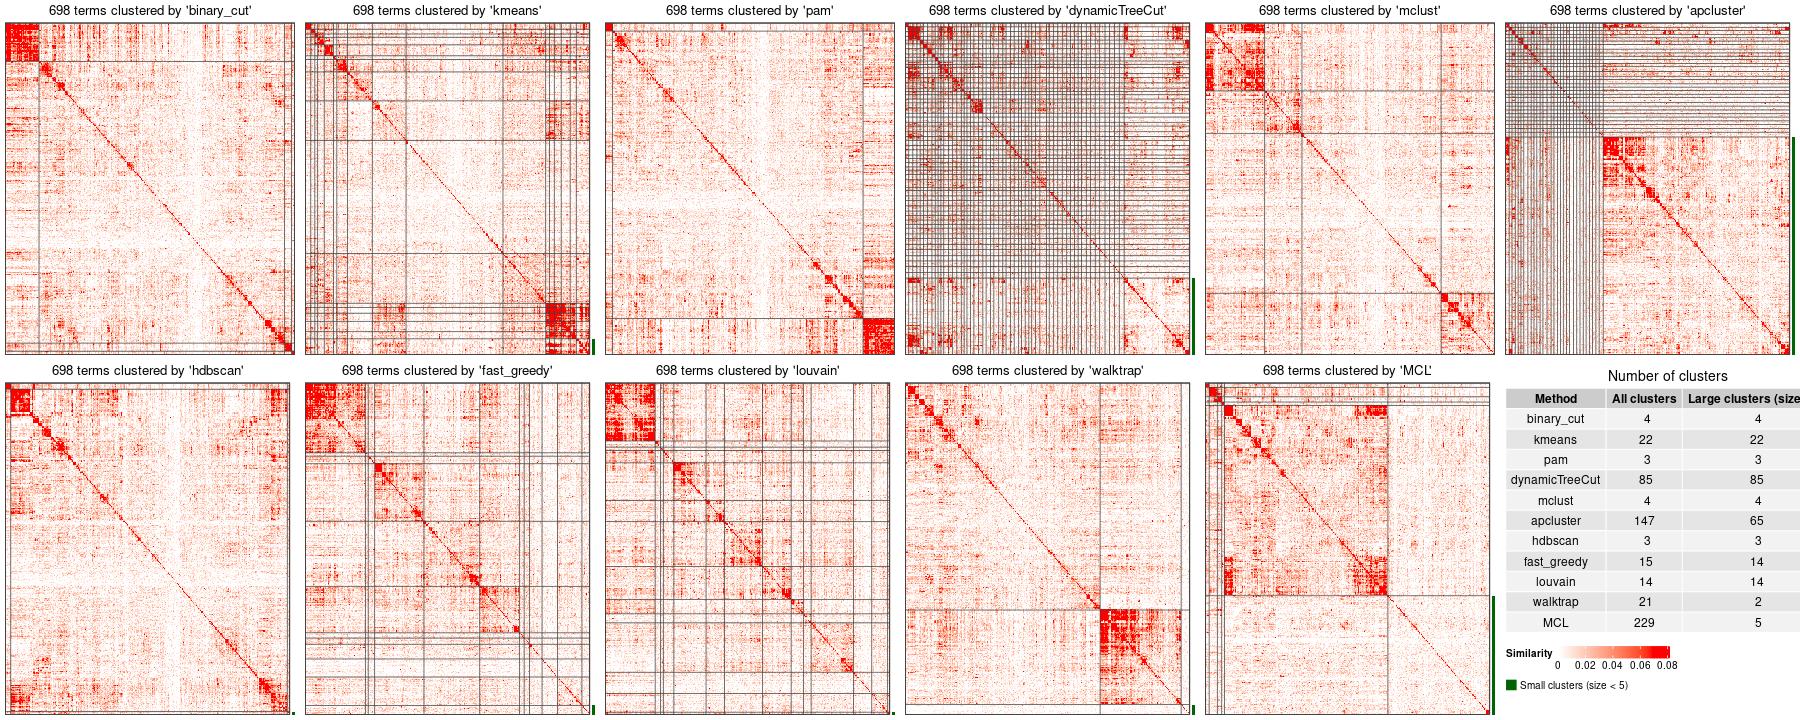 698 terms clustered by 'binary_cut'
698 terms clustered by 'kmeans'
698 terms clustered by 'pam'
698 terms clustered by 'dynamicTreeCut'
698 terms clustered by 'mclust'
698 terms clustered by 'apcluster'
698 terms clustered by 'hdbscan'
698 terms clustered by 'fast_greedy'
698 terms clustered by 'louvain'
698 terms clustered by 'walktrap'
698 terms clustered by 'MCL'
Number of clusters
Method All clusters Large clusters (size
binary_cut 4 4
kmeans 22 22
pam 3 3
dynamicTreeCut 85 85
mclust 4 4
apcluster 147 65
hdbscan 3 3
fast_greedy 15 14
louvain 14 14
walktrap 21 2
MCL 229 5
Similarity
0 0.02 0.04 0.06 0.08
Small clusters (size < 5)